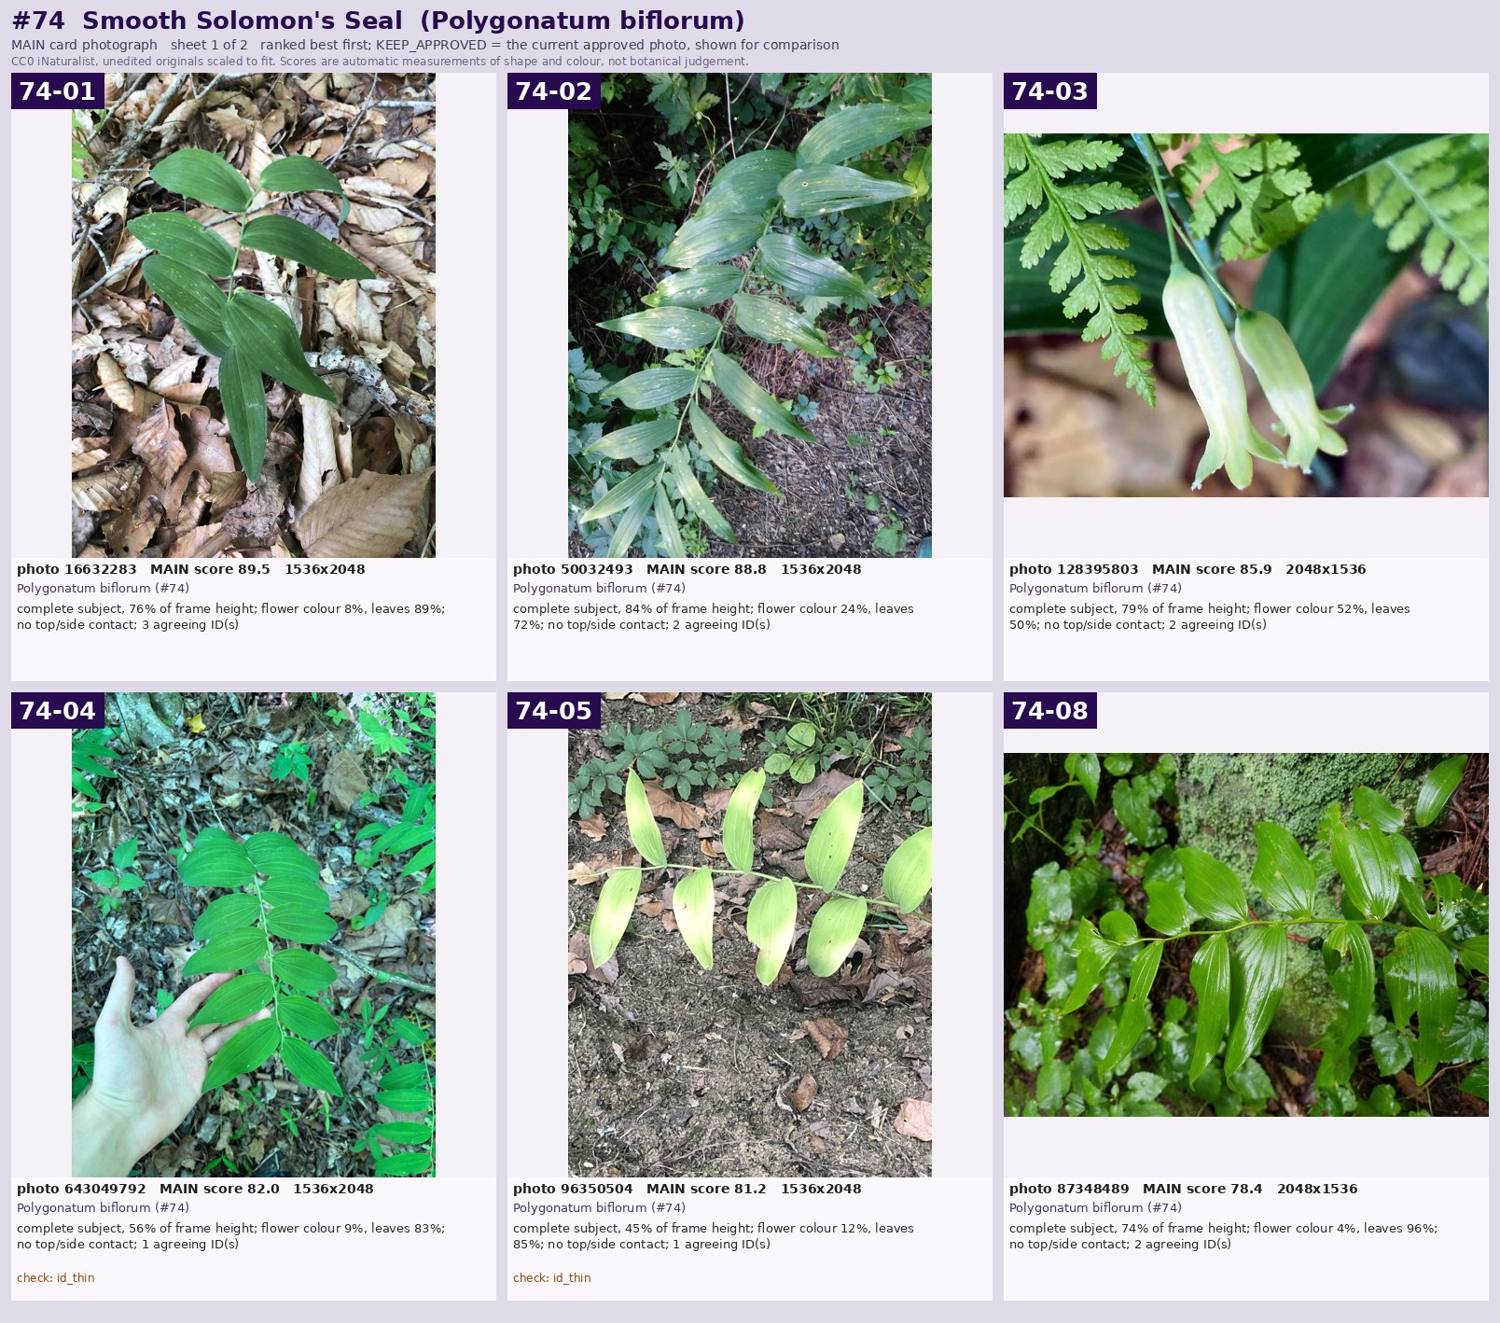 #74 Smooth Solomon's Seal (Polygonatum biflorum)
MAIN card photograph sheet 1 of 2 ranked best first; KEEP_APPROVED = the current approved photo, shown for comparison
CC0 iNaturalist, unedited originals scaled to fit. Scores are automatic measurements of shape and colour, not botanical judgement.
74-01
photo 16632283 MAIN score 89.5 1536x2048
Polygonatum biflorum (#74)
complete subject, 76% of frame height; flower colour 8%, leaves 89%;
no top/side contact; 3 agreeing ID(s)
74-02
photo 50032493 MAIN score 88.8 1536x2048
Polygonatum biflorum (#74)
complete subject, 84% of frame height; flower colour 24%, leaves
72%; no top/side contact; 2 agreeing ID(s)
74-03
photo 128395803 MAIN score 85.9 2048x1536
Polygonatum biflorum (#74)
complete subject, 79% of frame height; flower colour 52%, leaves
50%; no top/side contact; 2 agreeing ID(s)
74-04
photo 643049792 MAIN score 82.0 1536x2048
Polygonatum biflorum (#74)
complete subject, 56% of frame height; flower colour 9%, leaves 83%;
no top/side contact; 1 agreeing ID(s)
check: id_thin
74-05
photo 96350504 MAIN score 81.2 1536x2048
Polygonatum biflorum (#74)
complete subject, 45% of frame height; flower colour 12%, leaves
85%; no top/side contact; 1 agreeing ID(s)
check: id_thin
74-08
photo 87348489 MAIN score 78.4 2048x1536
Polygonatum biflorum (#74)
complete subject, 74% of frame height; flower colour 4%, leaves 96%;
no top/side contact; 2 agreeing ID(s)